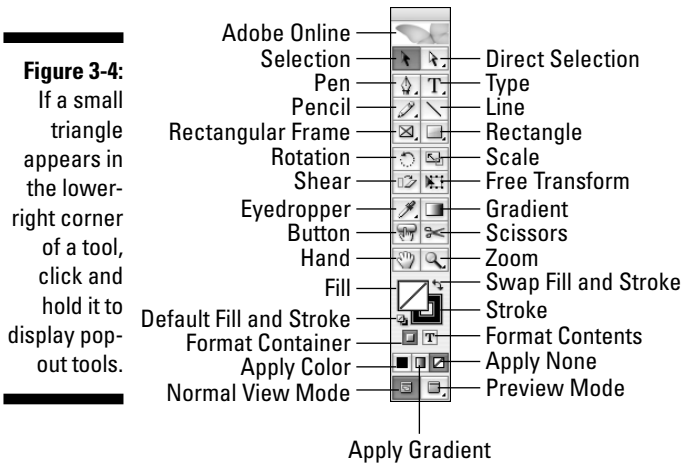 Figure 3-4:
If a small
triangle
appears in
the lower-
right corner
of a tool,
click and
hold it to
display pop-
out tools.
Adobe Online
Selection
Direct Selection
Pen
Type
Pencil
Line
Rectangular Frame
Rectangle
Rotation
Scale
Shear
Free Transform
Eyedropper
Gradient
Button
Scissors
Hand
Zoom
Fill
Swap Fill and Stroke
Stroke
Default Fill and Stroke
Format Container
Format Contents
Apply Color
Apply None
Normal View Mode
Preview Mode
Apply Gradient
T
T